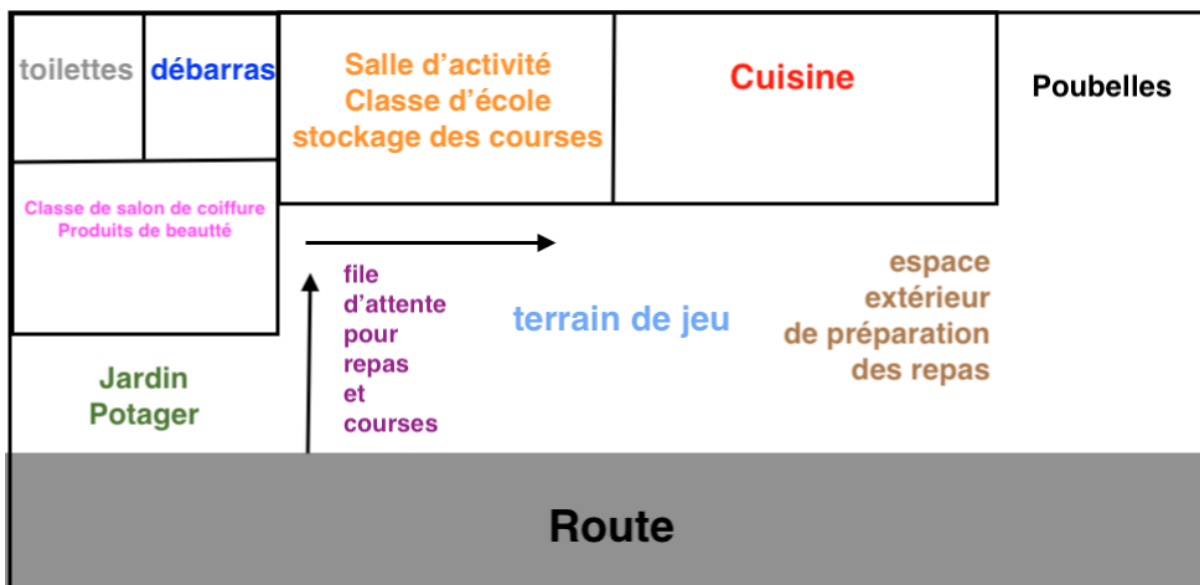 toilettes
débarras
Salle d’activité
Classe d’école
stockage des courses
Cuisine
Poubelles
Classe de salon de coiffure
Produits de beautté
file
d’attente
pour
repas
et
courses
terrain de jeu
espace
extérieur
de préparation
des repas
Jardin
Potager
Route